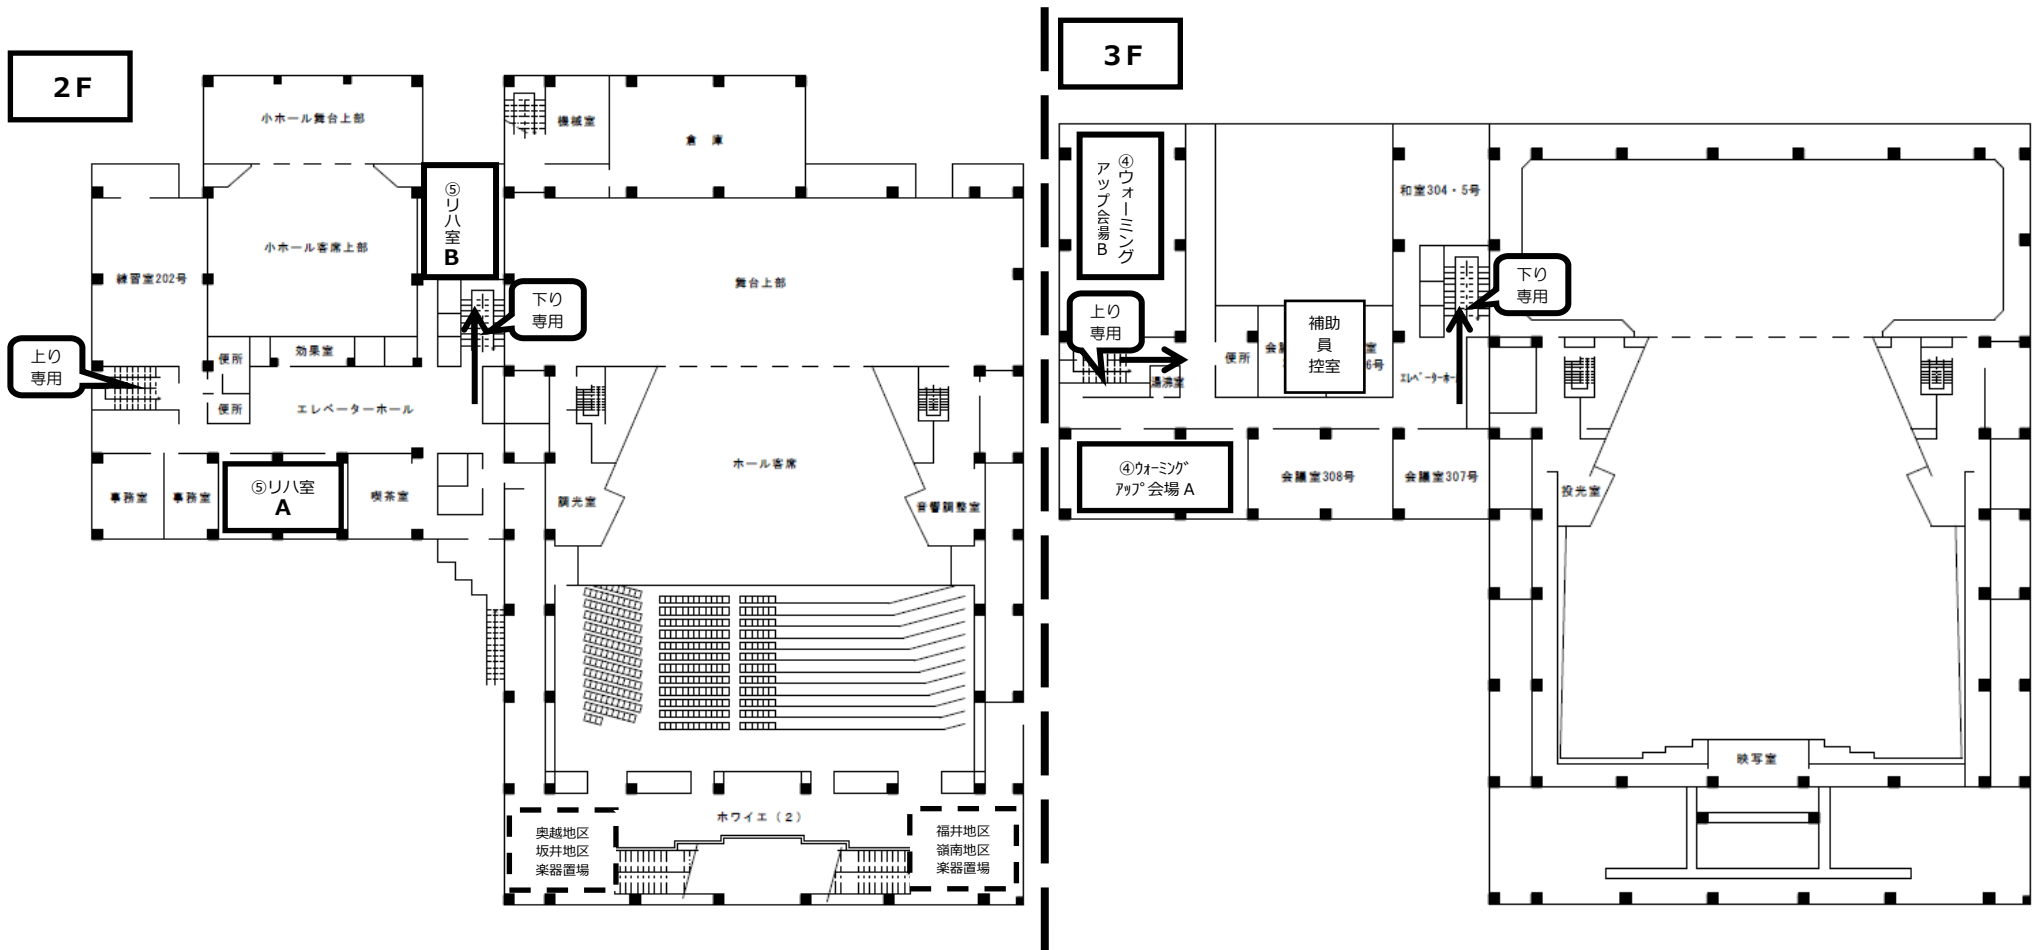 2F
小ホール舞台上部
機械室
倉 庫
⑤リハ室B
小ホール客席上部
練習室202号
舞台上部
下り
専用
上り
専用
便所
効果室
便所
エレベーターホール
ホール客席
事務室
事務室
⑤リハ室
A
喫茶室
調光室
音響調整室
ホワイエ(2)
奥越地区
坂井地区
楽器置場
福井地区
嶺南地区
楽器置場
3F
④ウォーミング
アップ会場B
和室304・5号
下り
専用
上り
専用
便所
会議
補助
員
控室
室
6号
湯沸室
エレベーターホール
④ウォーミング
アップ会場A
会議室308号
会議室307号
投光室
映写室